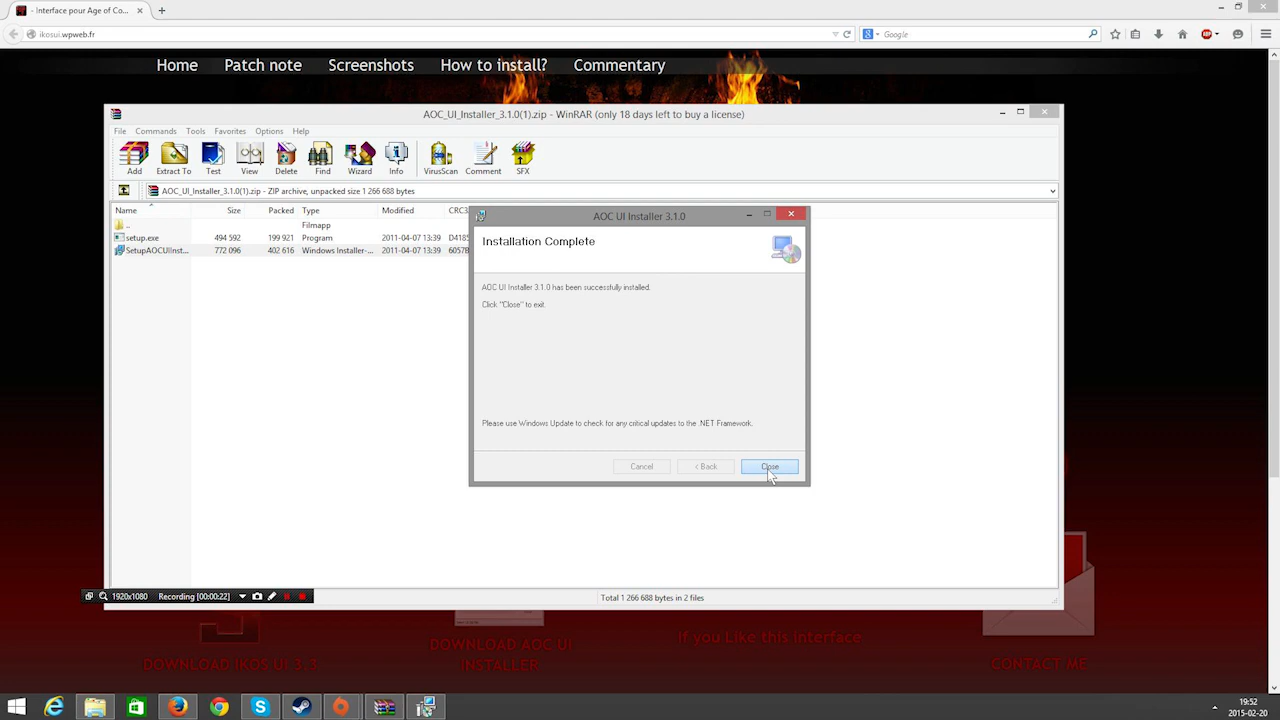 - Interface pour Age of Co...
ikosui.wpweb.fr
Google
Home Patch note Screenshots How to install? Commentary
AOC_UI_Installer_3.1.0(1).zip - WinRAR (only 18 days left to buy a license)
File Commands Tools Favorites Options Help
Add Extract To Test View Delete Find Wizard Info VirusScan Comment SFX
AOC_UI_Installer_3.1.0(1).zip - ZIP archive, unpacked size 1 266 688 bytes
Name Size Packed Type Modified CRC3
.. Filmapp
setup.exe 494 592 199 921 Program 2011-04-07 13:39 D4185
SetupAOCUIInst... 772 096 402 616 Windows Installer-... 2011-04-07 13:39 6057B
AOC UI Installer 3.1.0
Installation Complete
AOC UI Installer 3.1.0 has been successfully installed.
Click "Close" to exit.
Please use Windows Update to check for any critical updates to the .NET Framework.
Cancel < Back Close
1920x1080 Recording [00:00:22]
Total 1 266 688 bytes in 2 files
DOWNLOAD IKOS UI 3.3
DOWNLOAD AOC UI
INSTALLER
If you Like this interface
CONTACT ME
19:52
2015-02-20